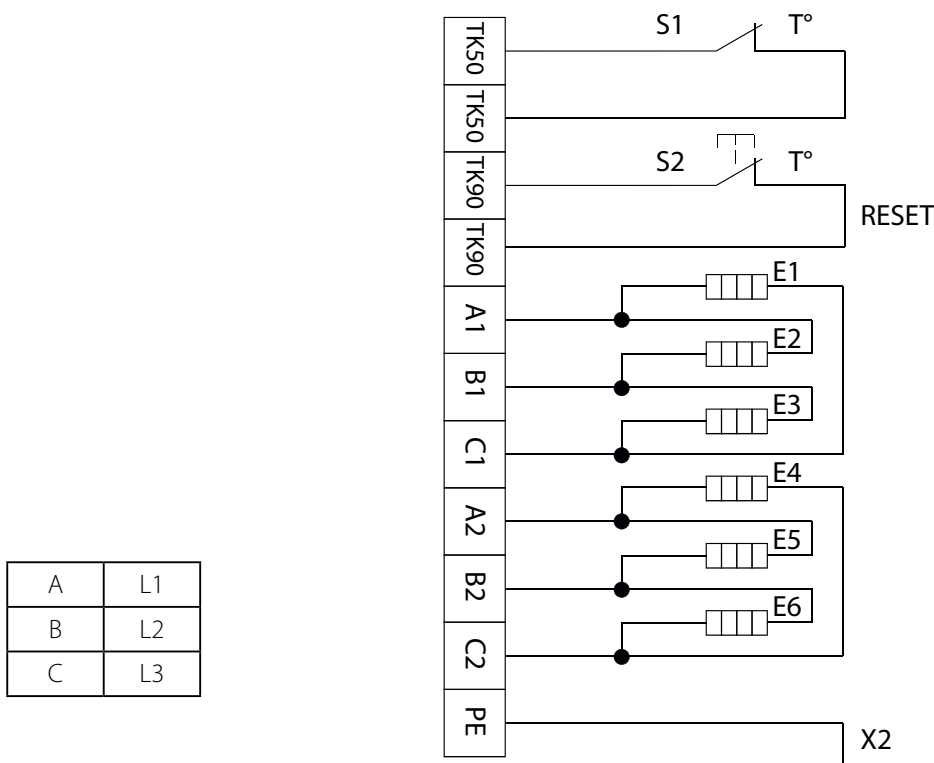 S1 T°
TK50
TK50
S2 T°
TK90
RESET
TK90
E1
A1
E2
B1
E3
C1
E4
A2
E5
B2
E6
C2
PE
X2
A L1
B L2
C L3